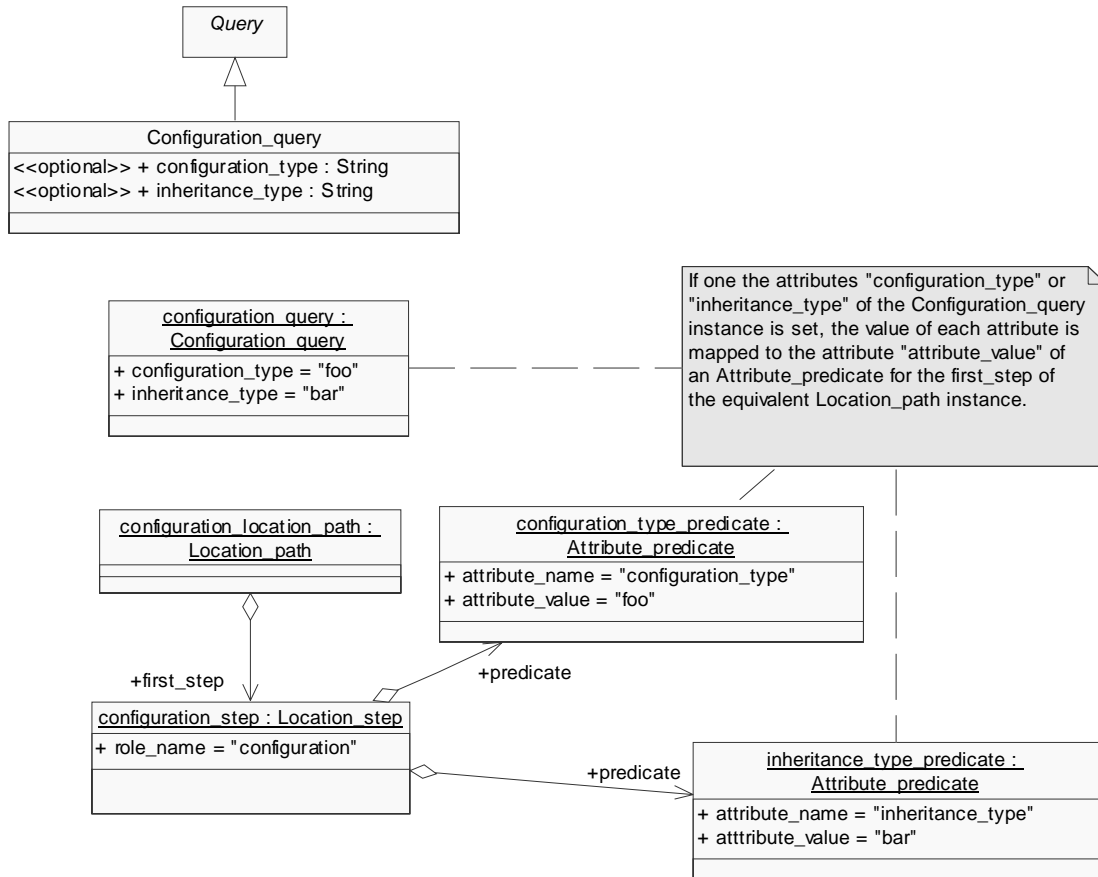 Query
Configuration_query
<<optional>> + configuration_type : String
<<optional>> + inheritance_type : String
If one the attributes "configuration_type" or
"inheritance_type" of the Configuration_query
instance is set, the value of each attribute is
mapped to the attribute "attribute_value" of
an Attribute_predicate for the first_step of
the equivalent Location_path instance.
configuration_query :
Configuration_query
+ configuration_type = "foo"
+ inheritance_type = "bar"
configuration_location_path :
Location_path
configuration_type_predicate :
Attribute_predicate
+ attribute_name = "configuration_type"
+ attribute_value = "foo"
+first_step
+predicate
configuration_step : Location_step
+ role_name = "configuration"
+predicate
inheritance_type_predicate :
Attribute_predicate
+ attribute_name = "inheritance_type"
+ atttribute_value = "bar"